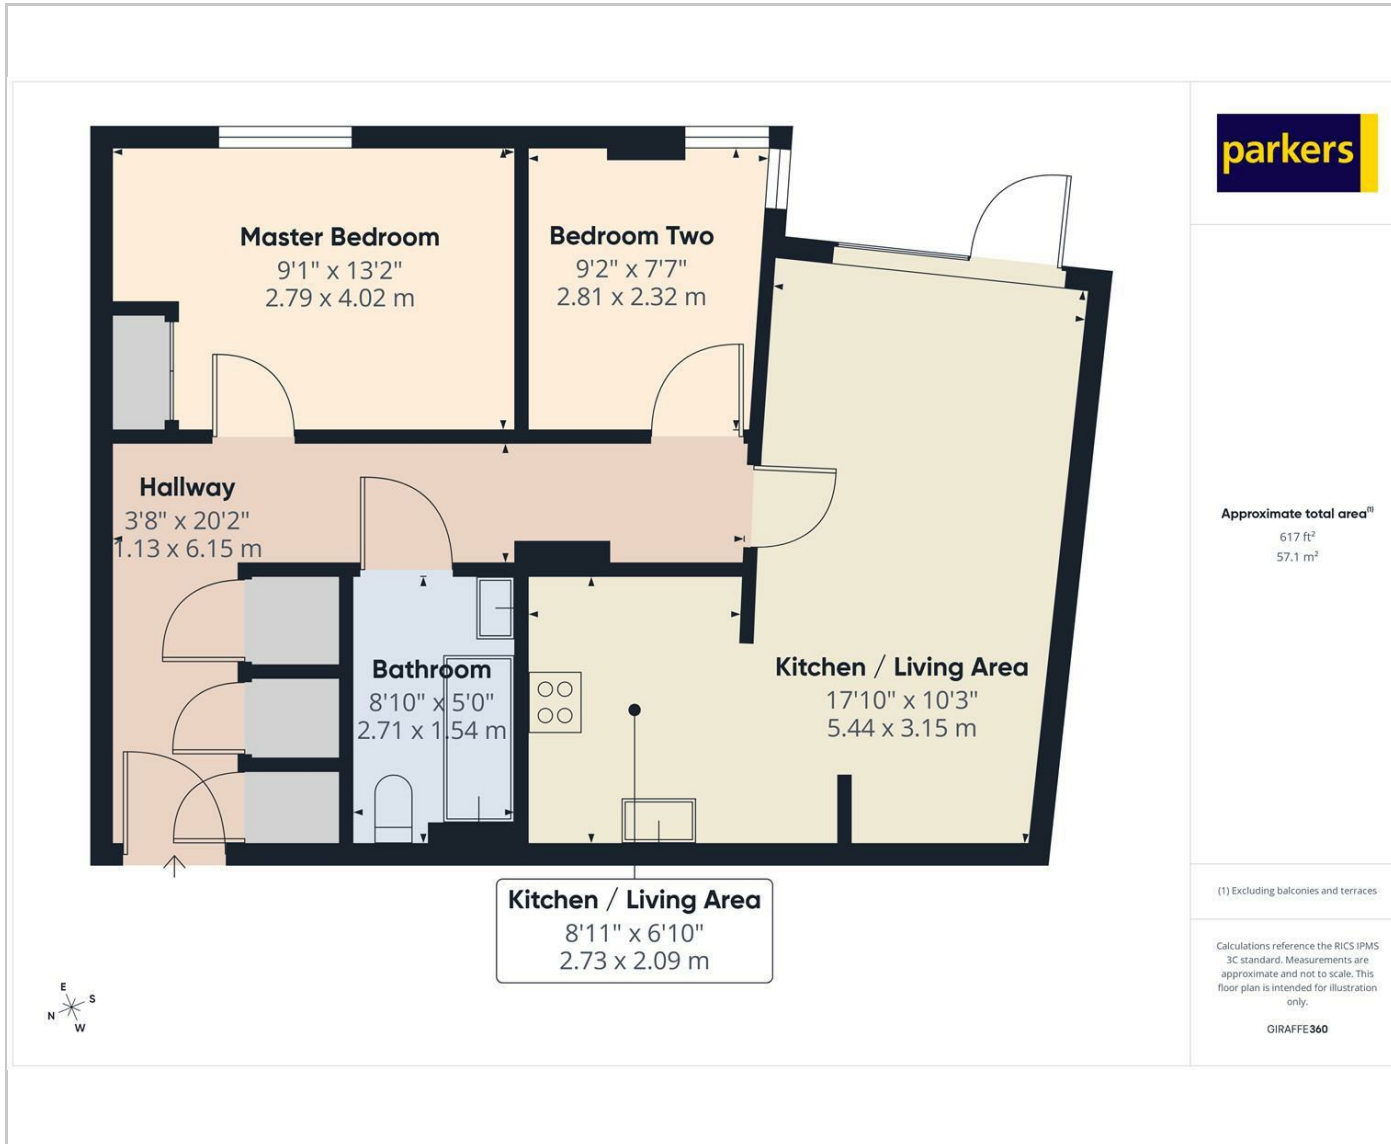 parkers
Master Bedroom
9'1" x 13'2"
2.79 x 4.02 m
Bedroom Two
9'2" x 7'7"
2.81 x 2.32 m
Hallway
3'8" x 20'2"
1.13 x 6.15 m
Bathroom
8'10" x 5'0"
2.71 x 1.54 m
Kitchen / Living Area
17'10" x 10'3"
5.44 x 3.15 m
Kitchen / Living Area
8'11" x 6'10"
2.73 x 2.09 m
E
S
N
W
Approximate total area⁽¹⁾
617 ft²
57.1 m²
(1) Excluding balconies and terraces
Calculations reference the RICS IPMS
3C standard. Measurements are
approximate and not to scale. This
floor plan is intended for illustration
only.
GIRAFFE360